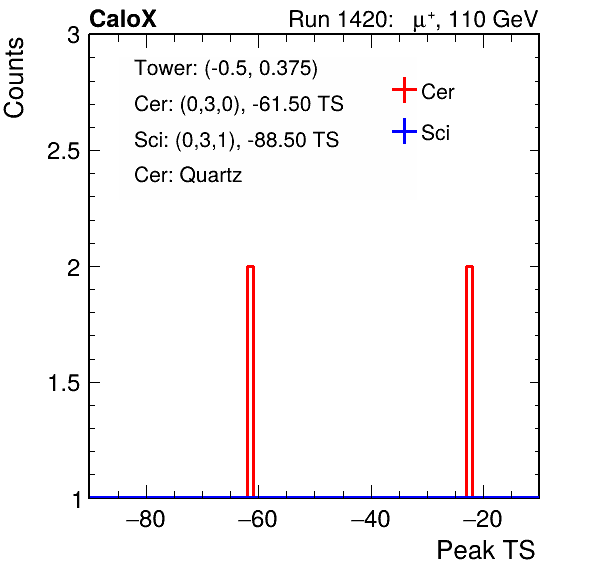 CaloX Run 1420: μ⁺, 110 GeV
Counts
3
2.5
2
1.5
1
Tower: (-0.5, 0.375)
Cer: (0,3,0), -61.50 TS
Sci: (0,3,1), -88.50 TS
Cer: Quartz
Cer
Sci
−80 −60 −40 −20
Peak TS